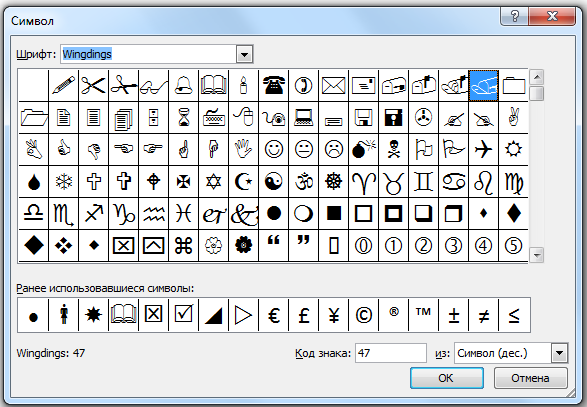 Символ
Шрифт: Wingdings
Ранее использовавшиеся символы:
€ £ ¥ © ® ™ ± ≠ ≤
Wingdings: 47
Код знака: 47 из: Символ (дес.)
ОК Отмена